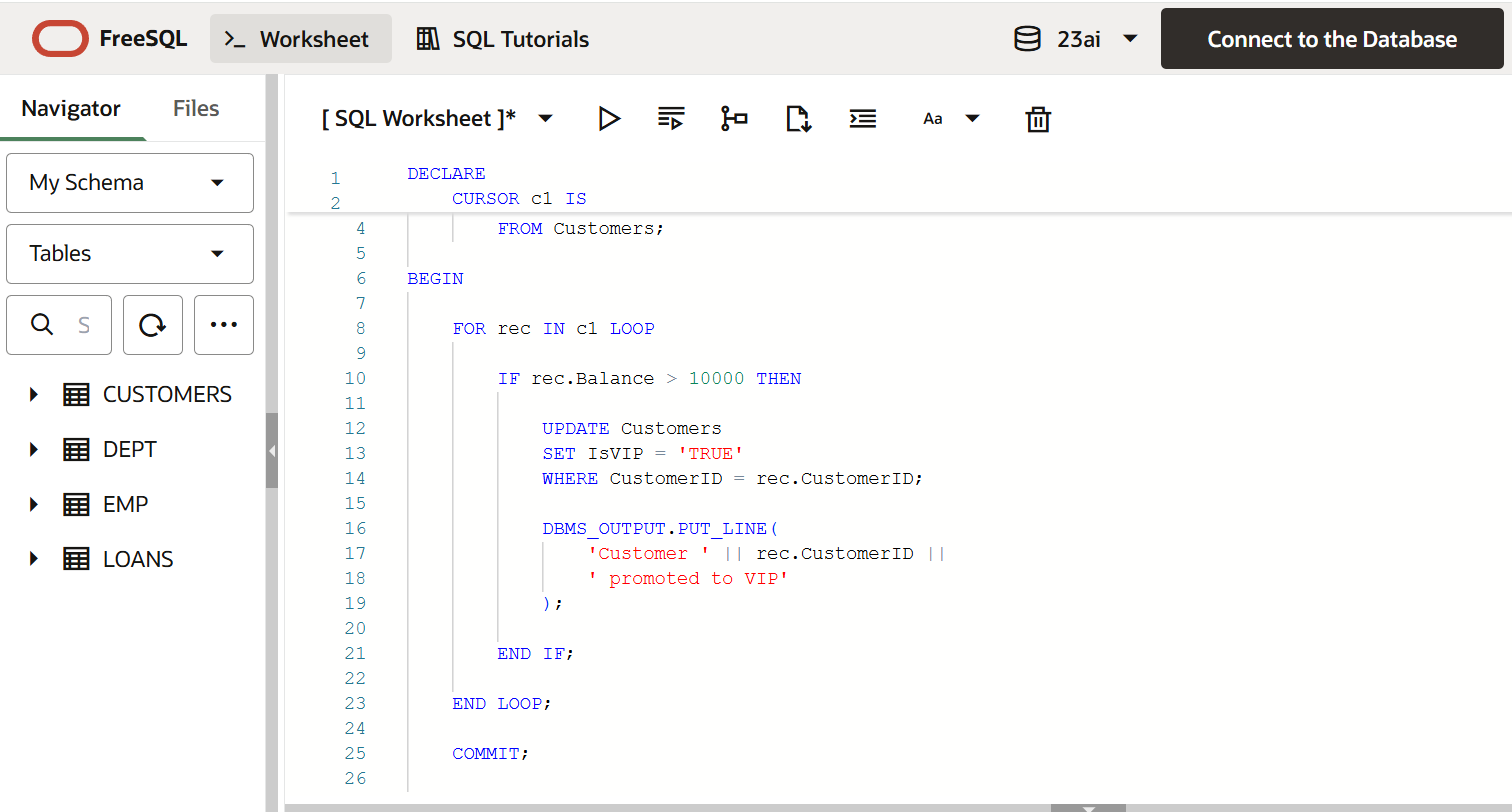 FreeSQL
>_ Worksheet
SQL Tutorials
23ai
Connect to the Database
Navigator
Files
My Schema
Tables
S
CUSTOMERS
DEPT
EMP
LOANS
[ SQL Worksheet ]*
Aa
1 DECLARE
2     CURSOR c1 IS
4         FROM Customers;
5
6 BEGIN
7
8     FOR rec IN c1 LOOP
9
10         IF rec.Balance > 10000 THEN
11
12             UPDATE Customers
13             SET IsVIP = 'TRUE'
14             WHERE CustomerID = rec.CustomerID;
15
16             DBMS_OUTPUT.PUT_LINE(
17                 'Customer ' || rec.CustomerID ||
18                 ' promoted to VIP'
19             );
20
21         END IF;
22
23     END LOOP;
24
25     COMMIT;
26